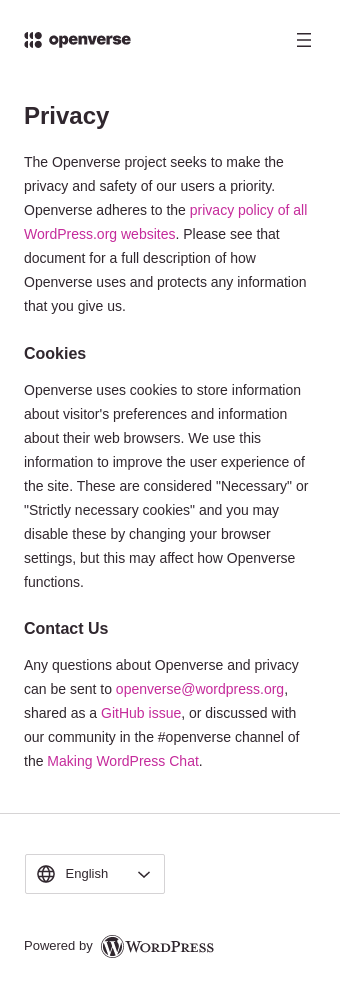 openverse
Privacy
The Openverse project seeks to make the
privacy and safety of our users a priority.
Openverse adheres to the privacy policy of all
WordPress.org websites. Please see that
document for a full description of how
Openverse uses and protects any information
that you give us.
Cookies
Openverse uses cookies to store information
about visitor's preferences and information
about their web browsers. We use this
information to improve the user experience of
the site. These are considered "Necessary" or
"Strictly necessary cookies" and you may
disable these by changing your browser
settings, but this may affect how Openverse
functions.
Contact Us
Any questions about Openverse and privacy
can be sent to openverse@wordpress.org,
shared as a GitHub issue, or discussed with
our community in the #openverse channel of
the Making WordPress Chat.
English
Powered by WordPress